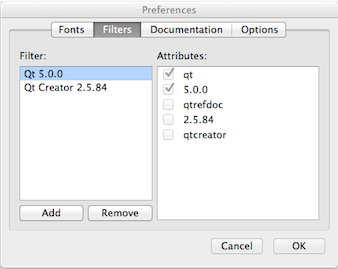 Preferences
Fonts Filters Documentation Options
Filter: Attributes:
Qt 5.0.0
Qt Creator 2.5.84
qt
5.0.0
qtrefdoc
2.5.84
qtcreator
Add Remove
Cancel OK